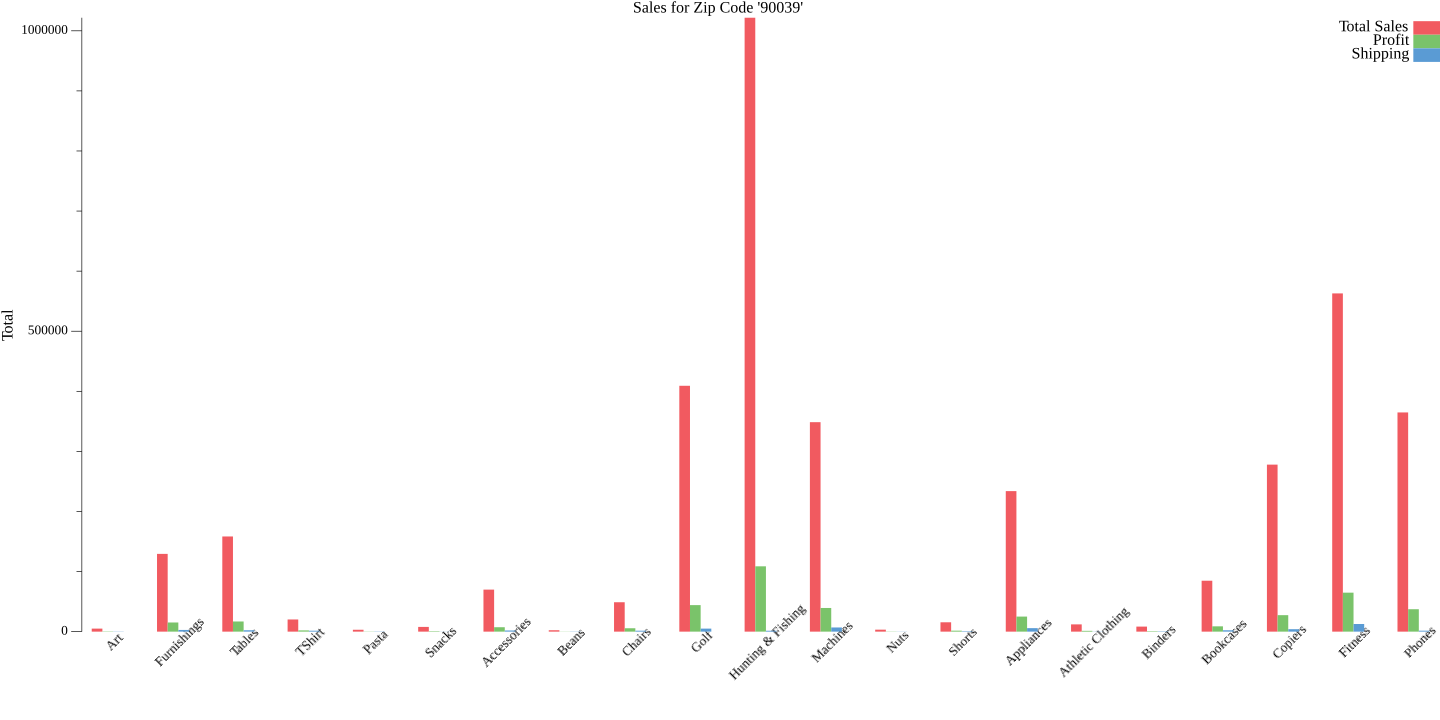 Sales for Zip Code '90039'
Total Sales
Profit
Shipping
Total
1000000
500000
0
Art
Furnishings
Tables
TShirt
Pasta
Snacks
Accessories
Beans
Chairs
Golf
Hunting & Fishing
Machines
Nuts
Shorts
Appliances
Athletic Clothing
Binders
Bookcases
Copiers
Fitness
Phones